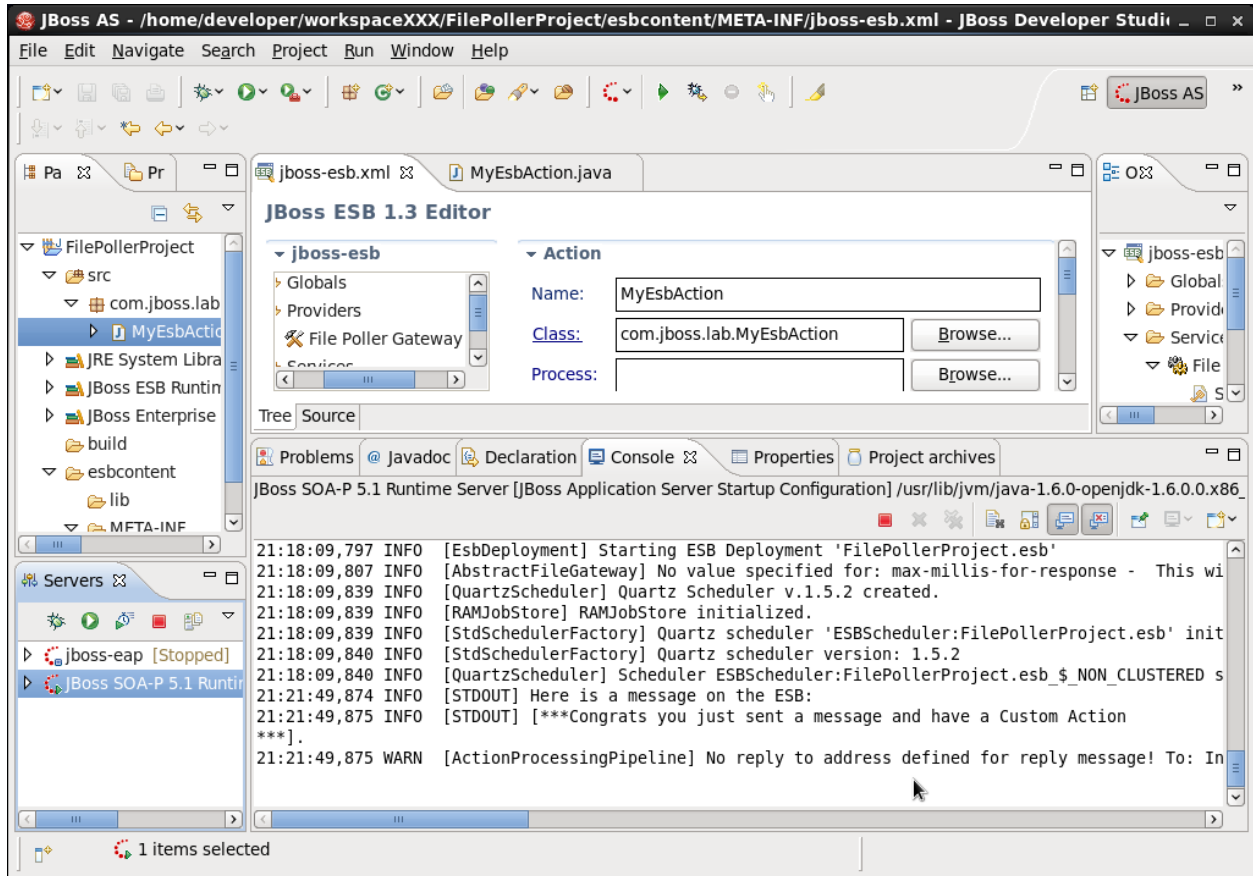 JBoss AS - /home/developer/workspaceXXX/FilePollerProject/esbcontent/META-INF/jboss-esb.xml - JBoss Developer Studi
File Edit Navigate Search Project Run Window Help
JBoss AS »
Pa Pr
FilePollerProject
src
com.jboss.lab
MyEsbActio
JRE System Libra
JBoss ESB Runtim
JBoss Enterprise
build
esbcontent
lib
META-INF
jboss-esb.xml MyEsbAction.java
JBoss ESB 1.3 Editor
jboss-esb
Globals
Providers
File Poller Gateway
Services
Action
Name: MyEsbAction
Class: com.jboss.lab.MyEsbAction Browse...
Process: Browse...
Tree Source
O
jboss-esb
Global
Provid
Service
File
S
Servers
jboss-eap [Stopped]
JBoss SOA-P 5.1 Runtir
Problems @ Javadoc Declaration Console Properties Project archives
JBoss SOA-P 5.1 Runtime Server [JBoss Application Server Startup Configuration] /usr/lib/jvm/java-1.6.0-openjdk-1.6.0.0.x86_
21:18:09,797 INFO [EsbDeployment] Starting ESB Deployment 'FilePollerProject.esb'
21:18:09,807 INFO [AbstractFileGateway] No value specified for: max-millis-for-response - This wi
21:18:09,839 INFO [QuartzScheduler] Quartz Scheduler v.1.5.2 created.
21:18:09,839 INFO [RAMJobStore] RAMJobStore initialized.
21:18:09,839 INFO [StdSchedulerFactory] Quartz scheduler 'ESBScheduler:FilePollerProject.esb' init
21:18:09,840 INFO [StdSchedulerFactory] Quartz scheduler version: 1.5.2
21:18:09,840 INFO [QuartzScheduler] Scheduler ESBScheduler:FilePollerProject.esb_$_NON_CLUSTERED s
21:21:49,874 INFO [STDOUT] Here is a message on the ESB:
21:21:49,875 INFO [STDOUT] [***Congrats you just sent a message and have a Custom Action
***].
21:21:49,875 WARN [ActionProcessingPipeline] No reply to address defined for reply message! To: In
1 items selected